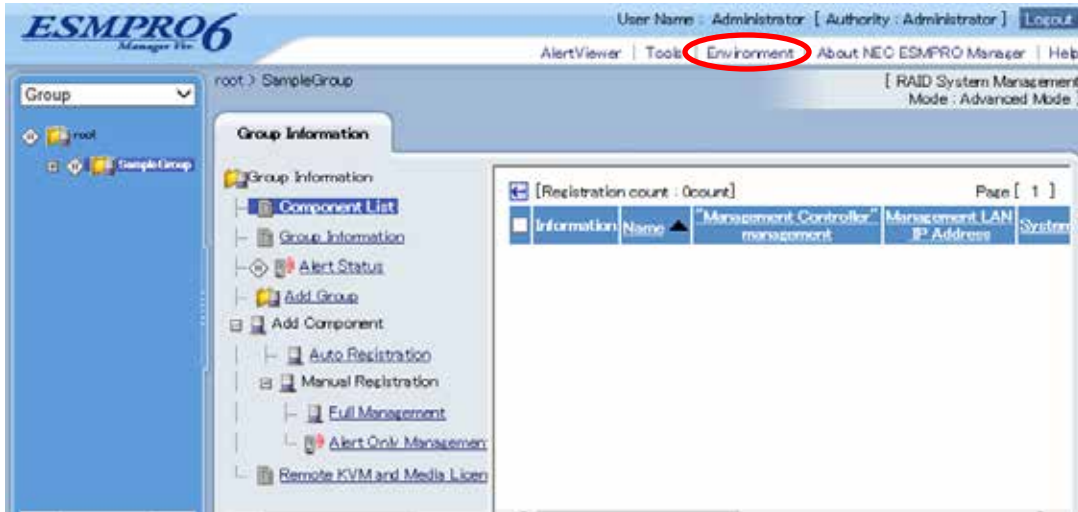 ESMPRO6
Manager Ver.
User Name : Administrator [ Authority : Administrator ] Logout
AlertViewer | Tools | Environment | About NEC ESMPRO Manager | Help
root > SampleGroup
[ RAID System Management
Mode : Advanced Mode ]
Group
root
SampleGroup
Group Information
Group Information
Component List
Group Information
Alert Status
Add Group
Add Component
Auto Registration
Manual Registration
Full Management
Alert Only Managemen
Remote KVM and Media Licen
[Registration count : 0count]
Page [ 1 ]
Information Name ▲ "Management Controller" management Management LAN IP Address System